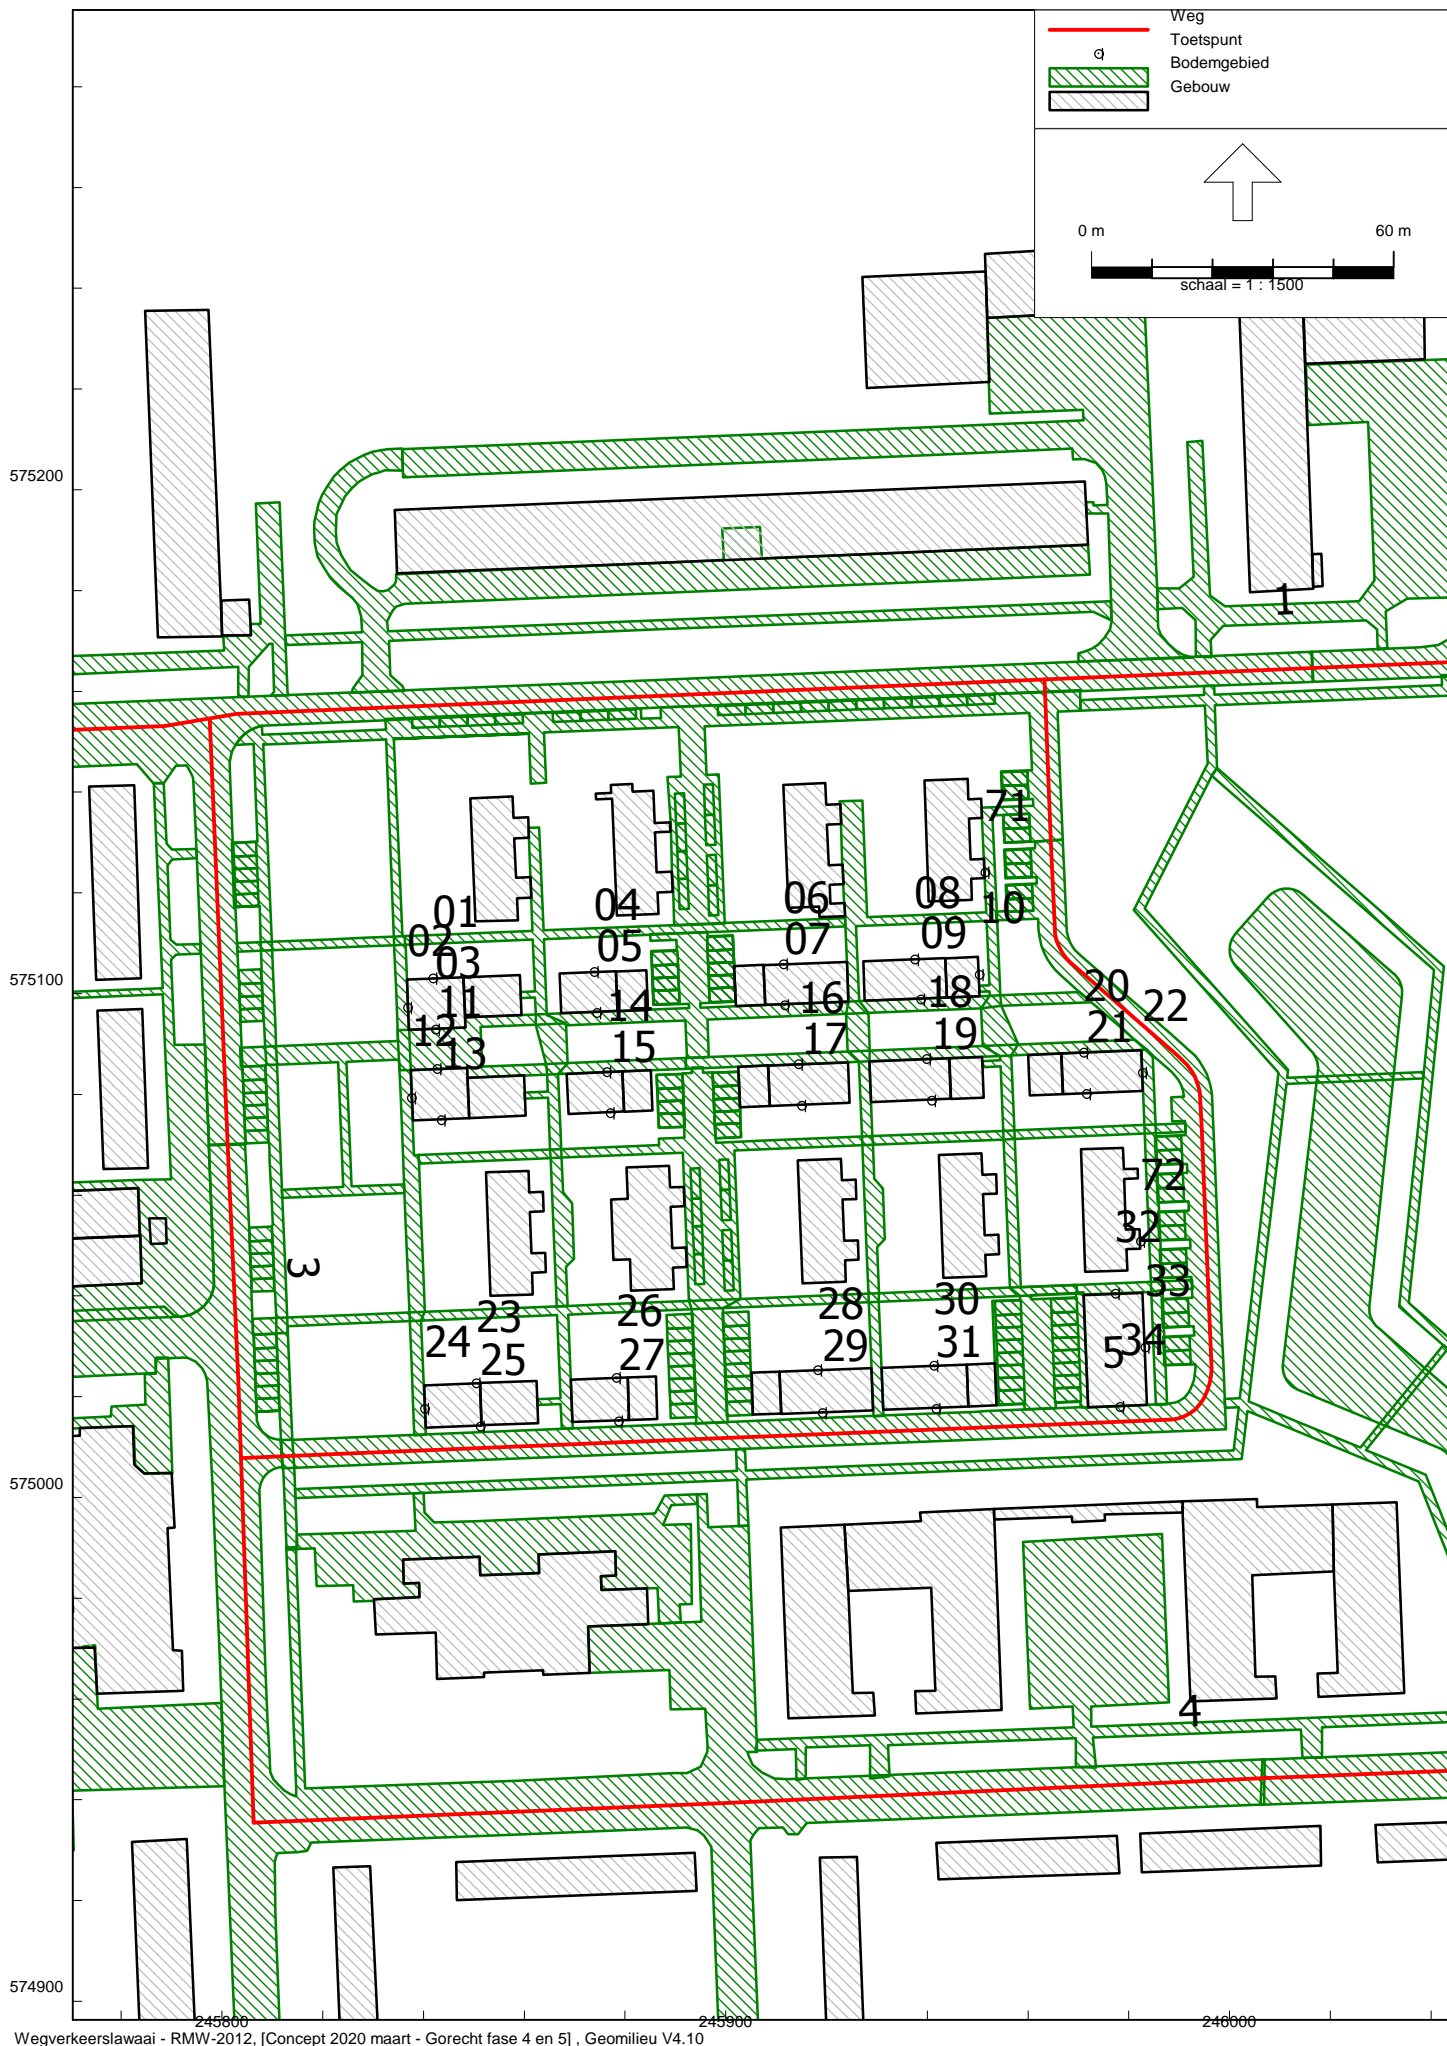 Weg
Toetspunt
Bodemgebied
Gebouw
0 m 60 m
schaal = 1 : 1500
575200
1
71
01 04 06 08 10
02 05 07 09
03
575100
11 14 16 18 20 22
12 15 17 19 21
13
72
32
3
33
23 26 28 30
24 27 29 31 5 34
25
575000
4
574900
245800 245900 246000
Wegverkeerslawaai - RMW-2012, [Concept 2020 maart - Gorecht fase 4 en 5] , Geomilieu V4.10